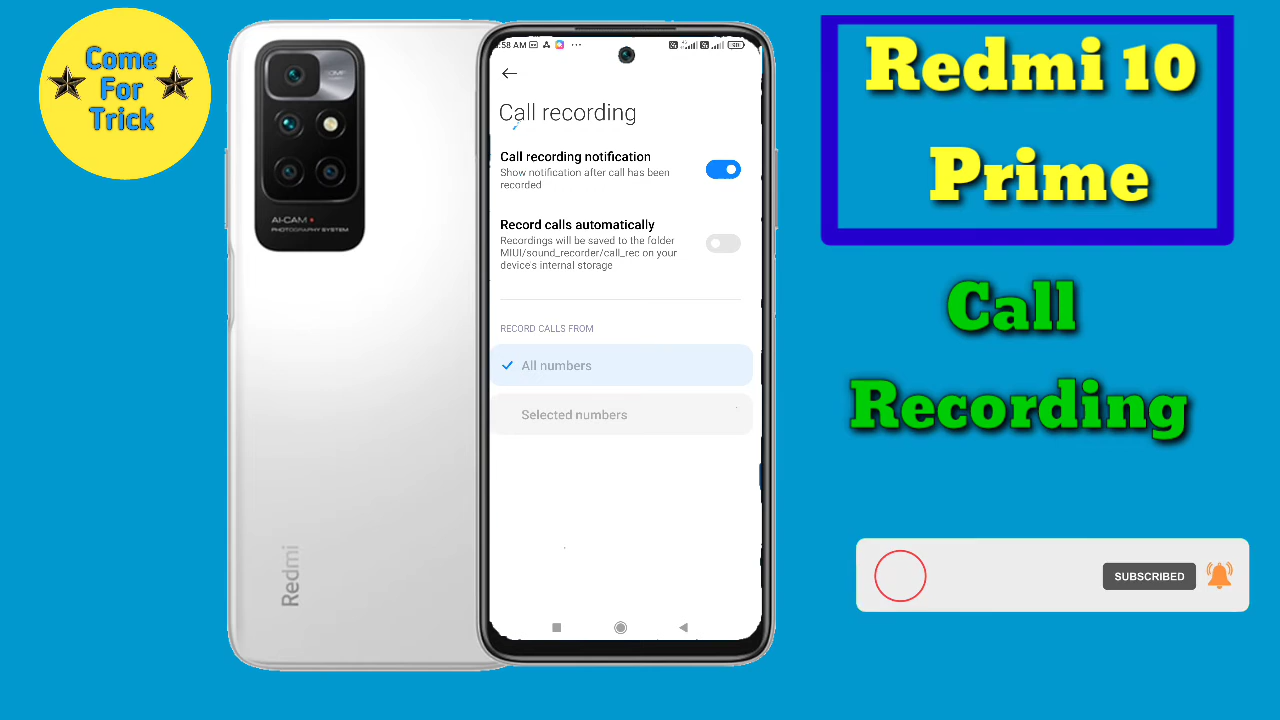 Come
For
Trick
AI-CAM
PHOTOGRAPHY SYSTEM
Redmi
:58 AM
Call recording
Call recording notification
Show notification after call has been
recorded
Record calls automatically
Recordings will be saved to the folder
MIUI/sound_recorder/call_rec on your
device's internal storage
RECORD CALLS FROM
All numbers
Selected numbers
Redmi 10
Prime
Call
Recording
SUBSCRIBED